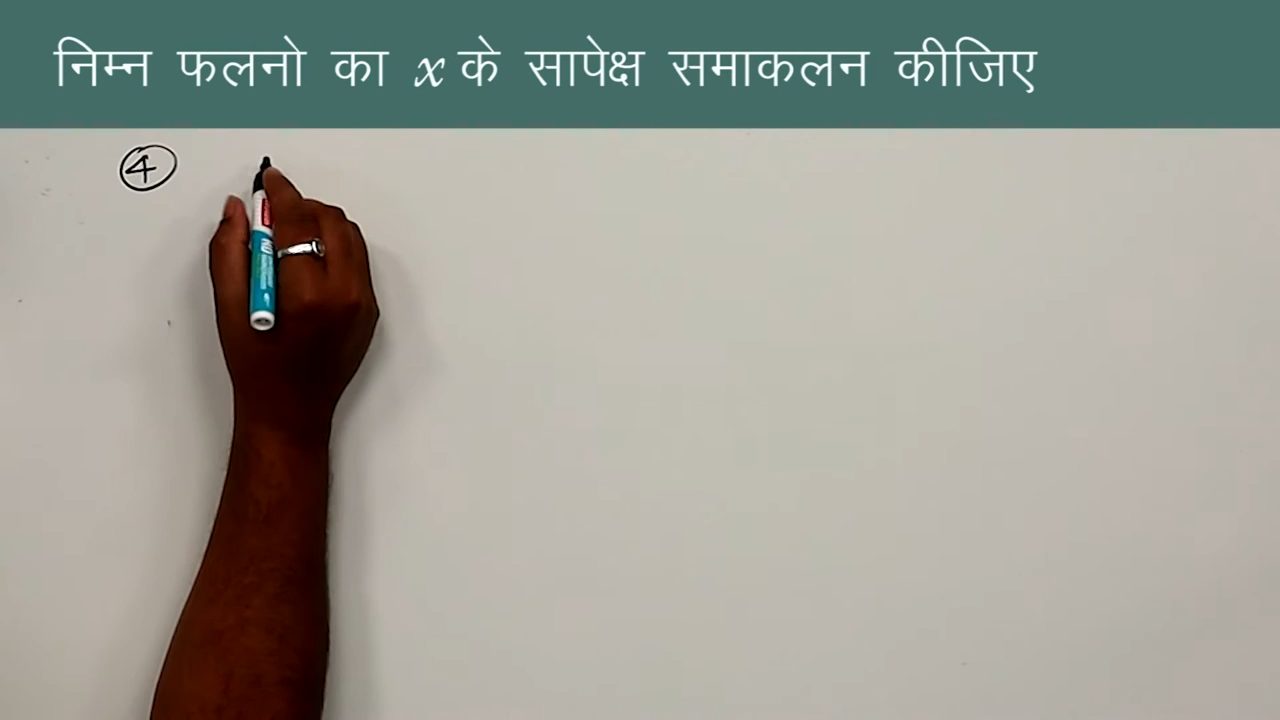 निम्न फलनो का x के सापेक्ष समाकलन कीजिए
4